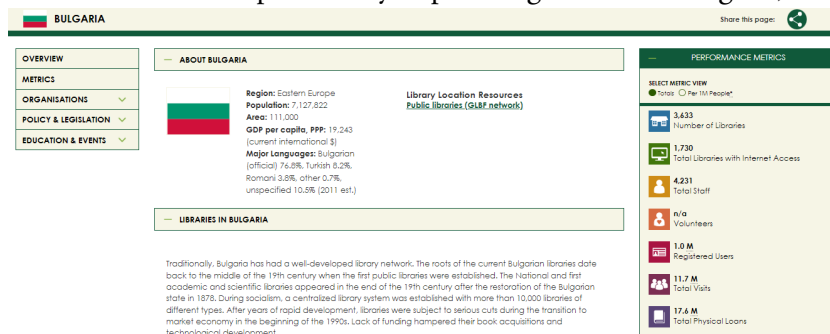 BULGARIA
Share this page:
OVERVIEW
METRICS
ORGANISATIONS
POLICY & LEGISLATION
EDUCATION & EVENTS
— ABOUT BULGARIA
Region: Eastern Europe
Population: 7,127,822
Area: 111,000
GDP per capita, PPP: 19,243
(current international $)
Major Languages: Bulgarian
(official) 76.8%, Turkish 8.2%,
Romani 3.8%, other 0.7%,
unspecified 10.5% (2011 est.)
Library Location Resources
Public libraries (GLBF network)
— LIBRARIES IN BULGARIA
Traditionally, Bulgaria has had a well-developed library network. The roots of the current Bulgarian libraries date
back to the middle of the 19th century when the first public libraries were established. The National and first
academic and scientific libraries appeared in the end of the 19th century after the restoration of the Bulgarian
state in 1878. During socialism, a centralized library system was established with more than 10,000 libraries of
different types. After years of rapid development, libraries were subject to serious cuts during the transition to
market economy in the beginning of the 1990s. Lack of funding hampered their book acquisitions and
technological development.
— PERFORMANCE METRICS
SELECT METRIC VIEW
Totals Per 1M People*
3,633
Number of Libraries
1,730
Total Libraries with Internet Access
4,231
Total Staff
n/a
Volunteers
1.0 M
Registered Users
11.7 M
Total Visits
17.6 M
Total Physical Loans